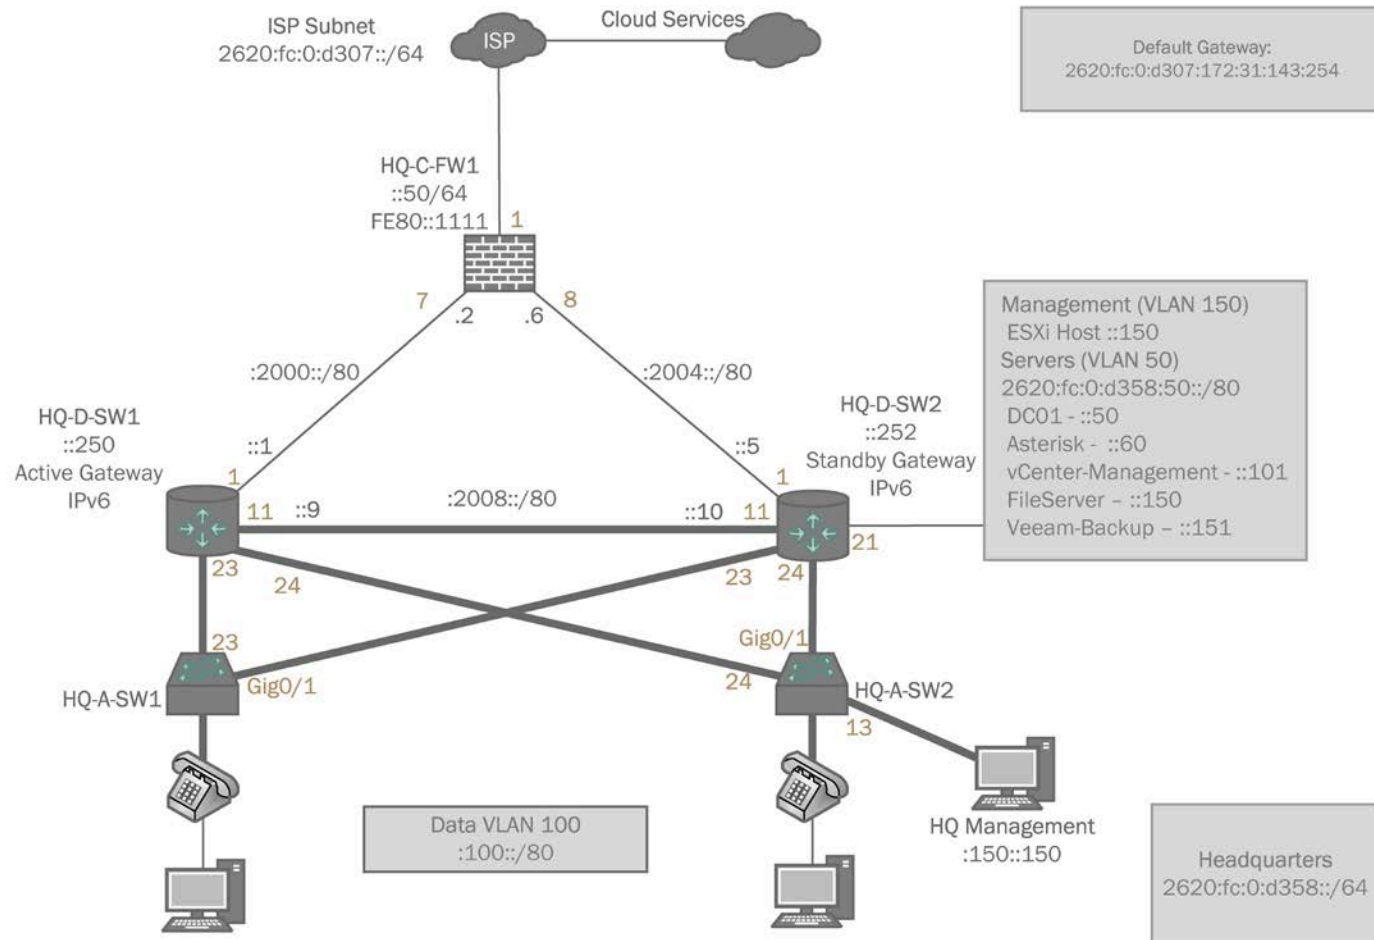 ISP Subnet
2620:fc:0:d307::/64
ISP
Cloud Services
Default Gateway:
2620:fc:0:d307:172:31:143:254
HQ-C-FW1
::50/64
FE80::1111
1
7
8
.2
.6
:2000::/80
:2004::/80
Management (VLAN 150)
ESXi Host ::150
Servers (VLAN 50)
2620:fc:0:d358:50::/80
DC01 - ::50
Asterisk - ::60
vCenter-Management - ::101
FileServer – ::150
Veeam-Backup – ::151
HQ-D-SW1
::250
Active Gateway
IPv6
::1
1
HQ-D-SW2
::252
Standby Gateway
IPv6
::5
1
11
::9
:2008::/80
::10
11
21
23
24
23
24
23
Gig0/1
HQ-A-SW1
Gig0/1
24
HQ-A-SW2
13
HQ Management
:150::150
Data VLAN 100
:100::/80
Headquarters
2620:fc:0:d358::/64